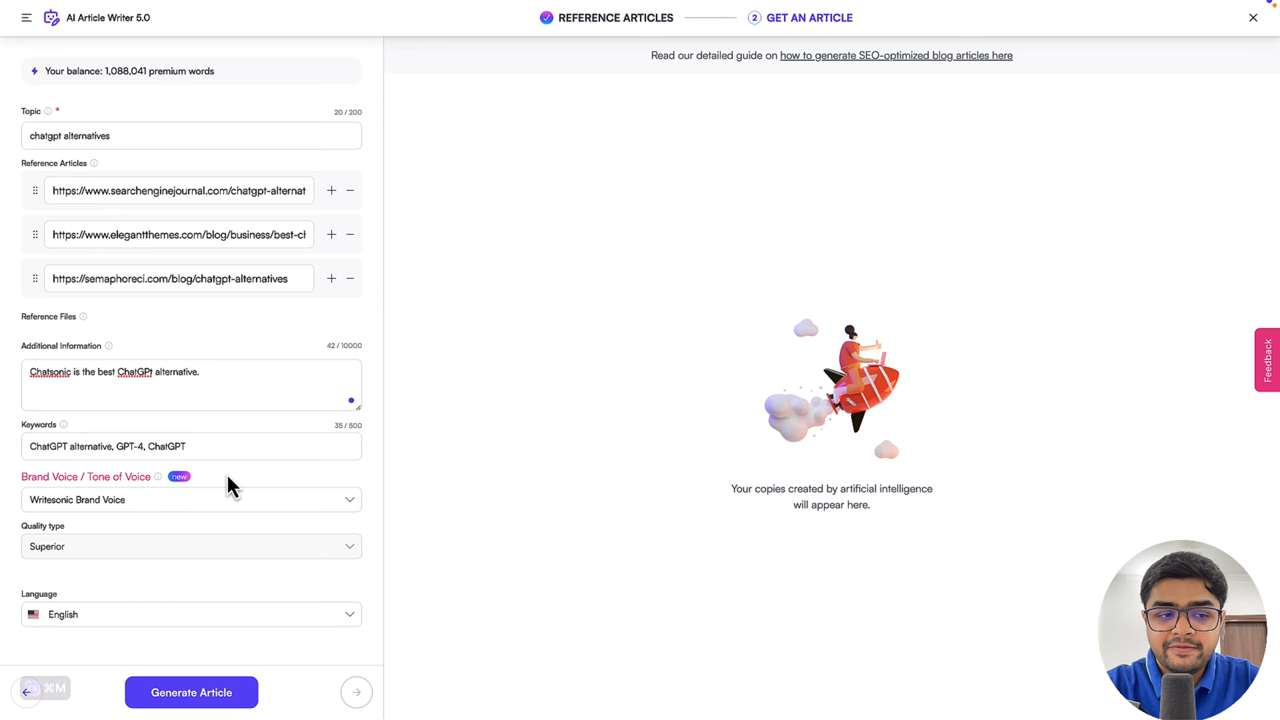 AI Article Writer 5.0
REFERENCE ARTICLES
2 GET AN ARTICLE
Your balance: 1,088,041 premium words
Read our detailed guide on how to generate SEO-optimized blog articles here
Topic *
20 / 200
chatgpt alternatives
Reference Articles
https://www.searchenginejournal.com/chatgpt-alternat
https://www.elegantthemes.com/blog/business/best-cl
https://semaphoreci.com/blog/chatgpt-alternatives
Reference Files
Additional Information
42 / 10000
Chatsonic is the best ChatGPt alternative.
Keywords
35 / 500
ChatGPT alternative, GPT-4, ChatGPT
Brand Voice / Tone of Voice new
Writesonic Brand Voice
Quality type
Superior
Language
English
⌘M
Generate Article
Your copies created by artificial intelligence
will appear here.
Feedback